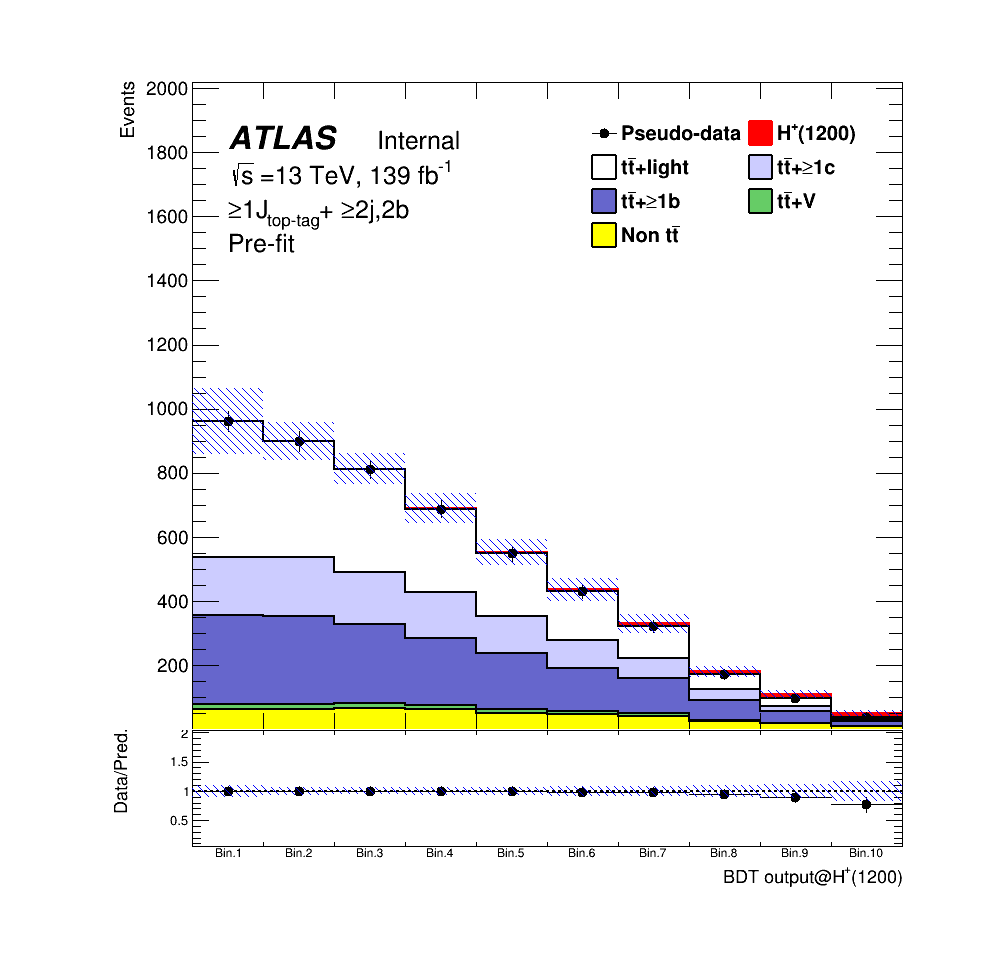 Events
2000
1800
1600
1400
1200
1000
800
600
400
200
ATLAS Internal
√s =13 TeV, 139 fb⁻¹
≥1J_top-tag+ ≥2j,2b
Pre-fit
Pseudo-data H⁺(1200)
tt̄+light tt̄+≥1c
tt̄+≥1b tt̄+V
Non tt̄
Data/Pred.
2
1.5
1
0.5
Bin.1 Bin.2 Bin.3 Bin.4 Bin.5 Bin.6 Bin.7 Bin.8 Bin.9 Bin.10
BDT output@H⁺(1200)